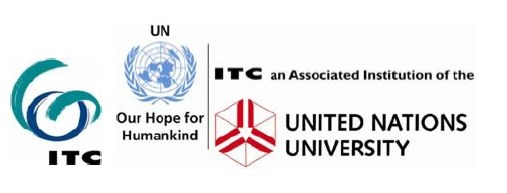 ITC
UN
Our Hope for
Humankind
ITC an Associated Institution of the
UNITED NATIONS
UNIVERSITY